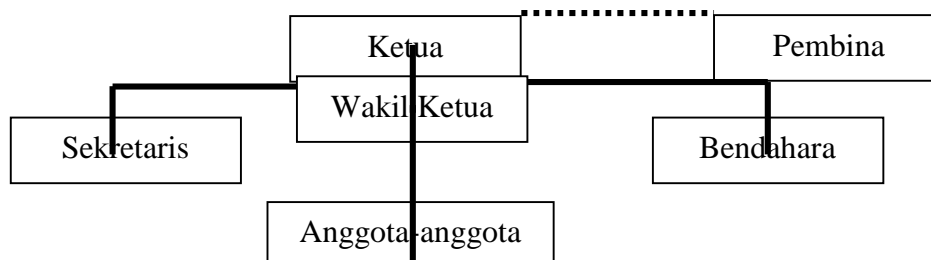 Ketua
Pembina
Wakil Ketua
Sekretaris
Bendahara
Anggota-anggota